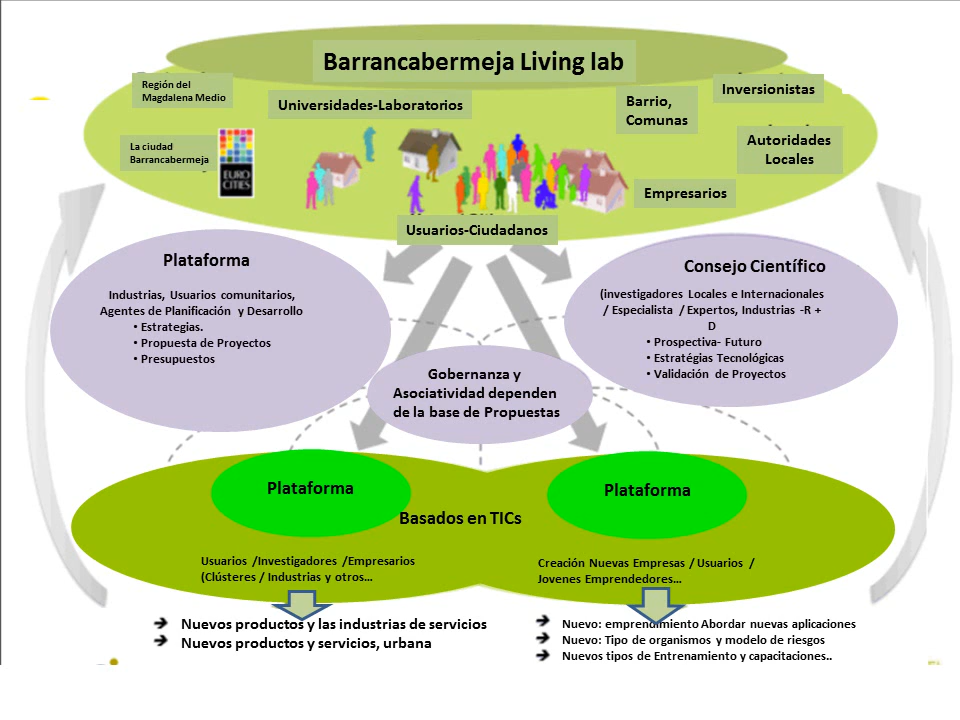 Barrancabermeja Living lab
Región del
Magdalena Medio
Universidades-Laboratorios
Barrio,
Comunas
Inversionistas
La ciudad
Barrancabermeja
EURO
CITIES
Autoridades
Locales
Empresarios
Usuarios-Ciudadanos
Plataforma
Industrias, Usuarios comunitarios,
Agentes de Planificación y Desarrollo
• Estrategias.
• Propuesta de Proyectos
• Presupuestos
Consejo Científico
(investigadores Locales e Internacionales
/ Especialista / Expertos, Industrias -R +
D
• Prospectiva- Futuro
• Estratégias Tecnológicas
• Validación de Proyectos
Gobernanza y
Asociatividad dependen
de la base de Propuestas
Plataforma
Plataforma
Basados en TICs
Usuarios /Investigadores /Empresarios
(Clústeres / Industrias y otros...
Creación Nuevas Empresas / Usuarios /
Jovenes Emprendedores...
➔ Nuevos productos y las industrias de servicios
➔ Nuevos productos y servicios, urbana
➔ Nuevo: emprendimiento Abordar nuevas aplicaciones
➔ Nuevo: Tipo de organismos y modelo de riesgos
➔ Nuevos tipos de Entrenamiento y capacitaciones..